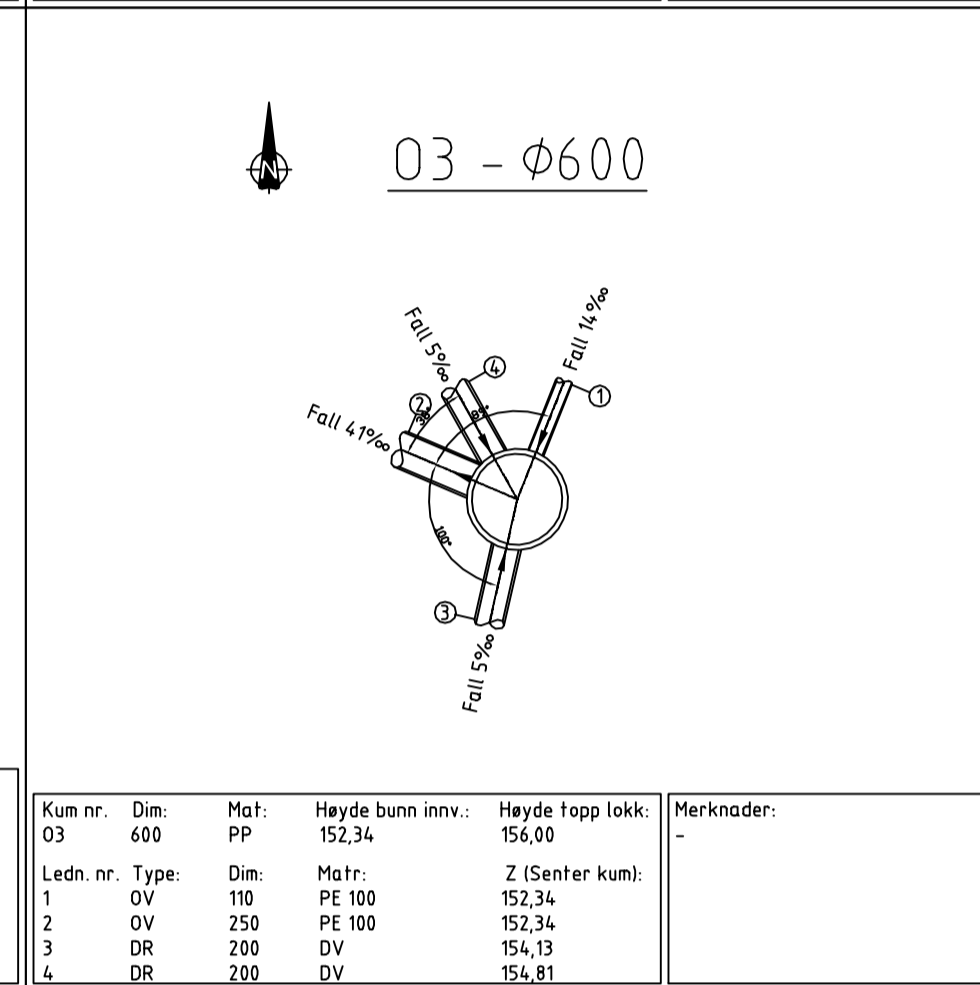 N
03 - Ø600
Fall 14‰
Fall 5‰
4
1
2
38°
Fall 41‰
100°
3
Fall 5‰
Kum nr. Dim: Mat: Høyde bunn innv.: Høyde topp lokk:
03 600 PP 152,34 156,00
Ledn. nr. Type: Dim: Matr: Z (Senter kum):
1 OV 110 PE 100 152,34
2 OV 250 PE 100 152,34
3 DR 200 DV 154,13
4 DR 200 DV 154,81
Merknader:
-